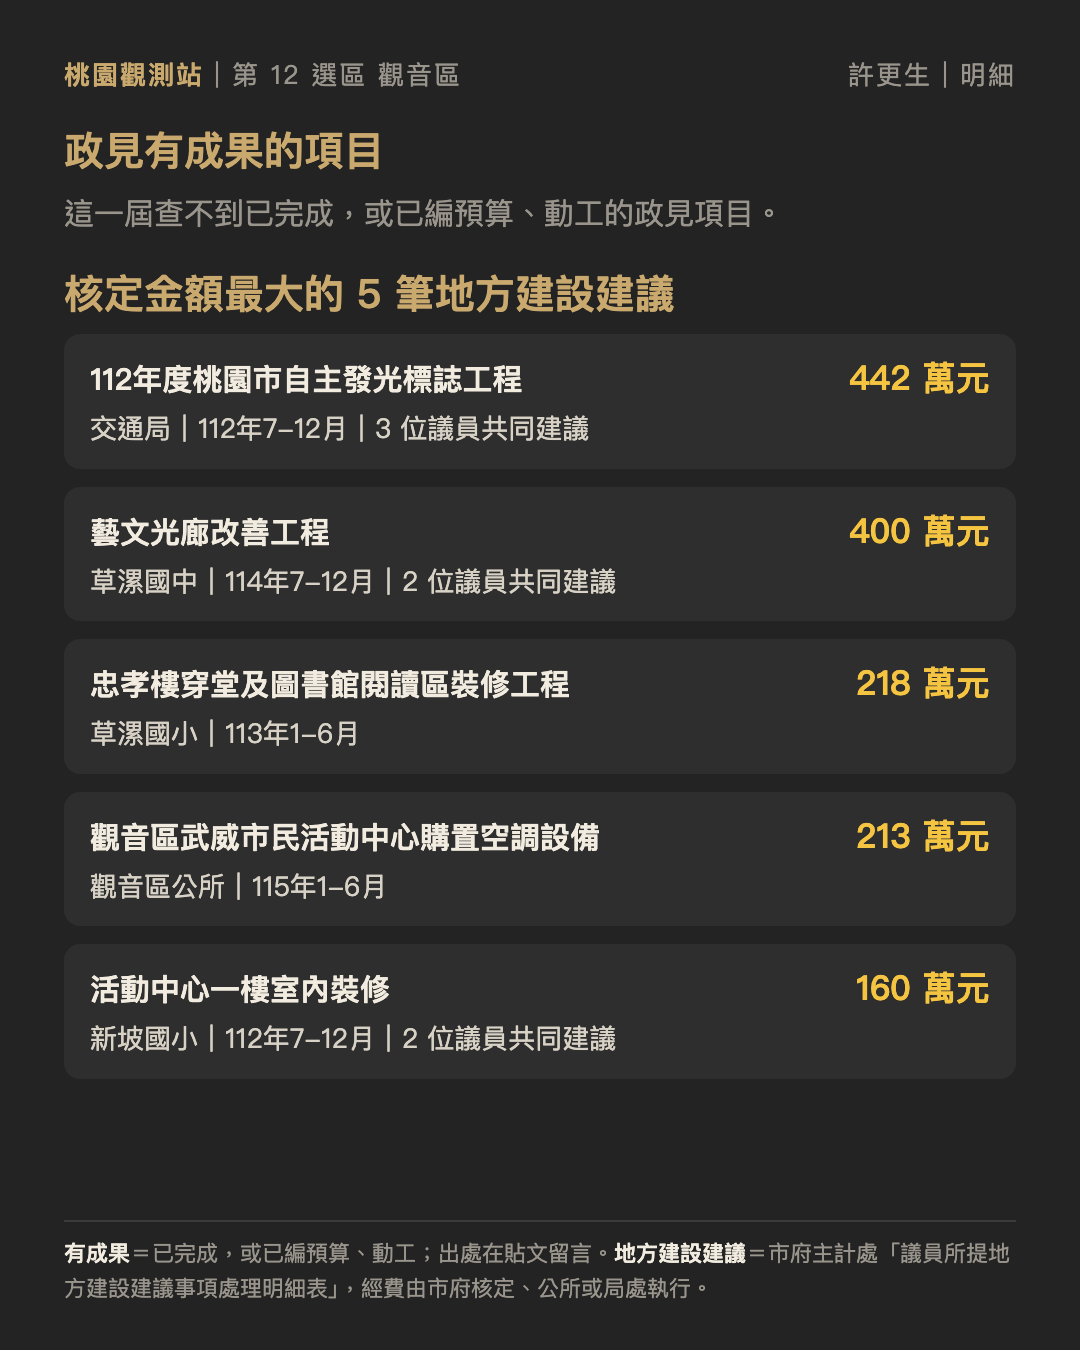 桃園觀測站｜第 12 選區 觀音區
許更生｜明細
政見有成果的項目
這一屆查不到已完成，或已編預算、動工的政見項目。
核定金額最大的 5 筆地方建設建議
112年度桃園市自主發光標誌工程
442 萬元
交通局｜112年7–12月｜3 位議員共同建議
藝文光廊改善工程
400 萬元
草漯國中｜114年7–12月｜2 位議員共同建議
忠孝樓穿堂及圖書館閱讀區裝修工程
218 萬元
草漯國小｜113年1–6月
觀音區武威市民活動中心購置空調設備
213 萬元
觀音區公所｜115年1–6月
活動中心一樓室內裝修
160 萬元
新坡國小｜112年7–12月｜2 位議員共同建議
有成果＝已完成，或已編預算、動工；出處在貼文留言。地方建設建議＝市府主計處「議員所提地
方建設建議事項處理明細表」，經費由市府核定、公所或局處執行。